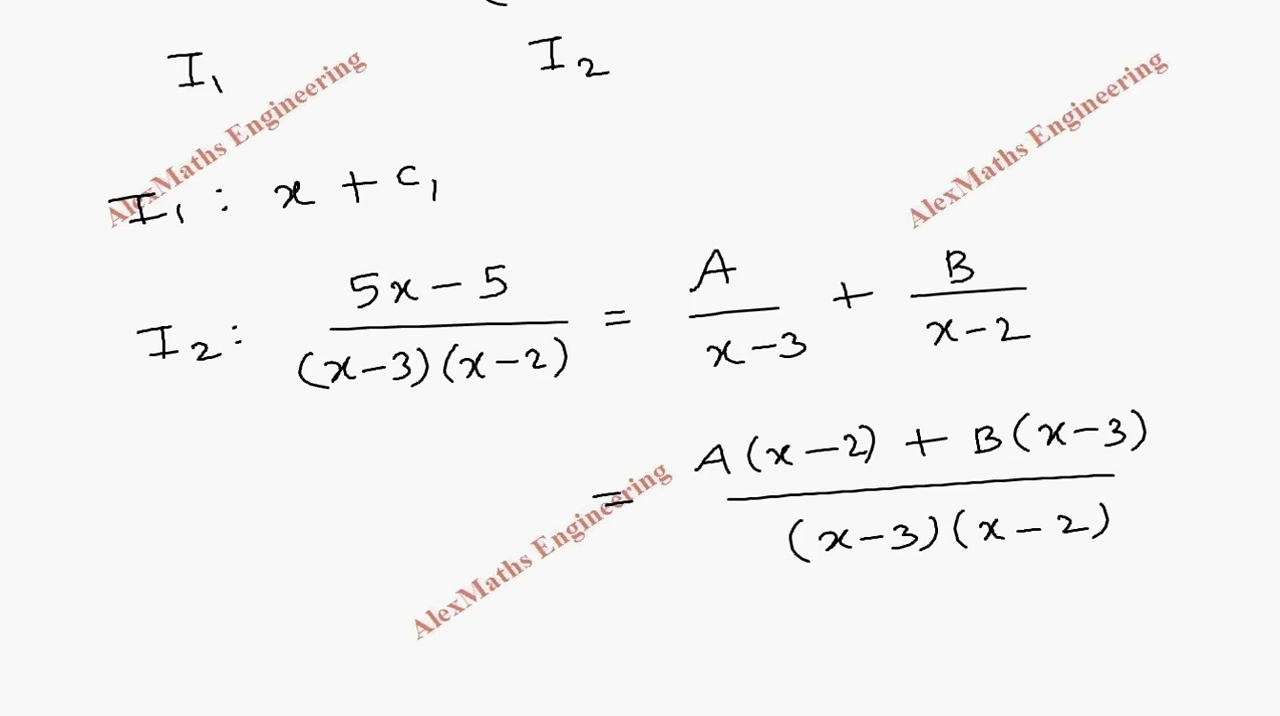 I₁ I₂
AlexMaths Engineering AlexMaths Engineering
I₁ : x + c₁
I₂ : (5x - 5)/((x-3)(x-2)) = A/(x-3) + B/(x-2)
= (A(x-2) + B(x-3))/((x-3)(x-2))
AlexMaths Engineering